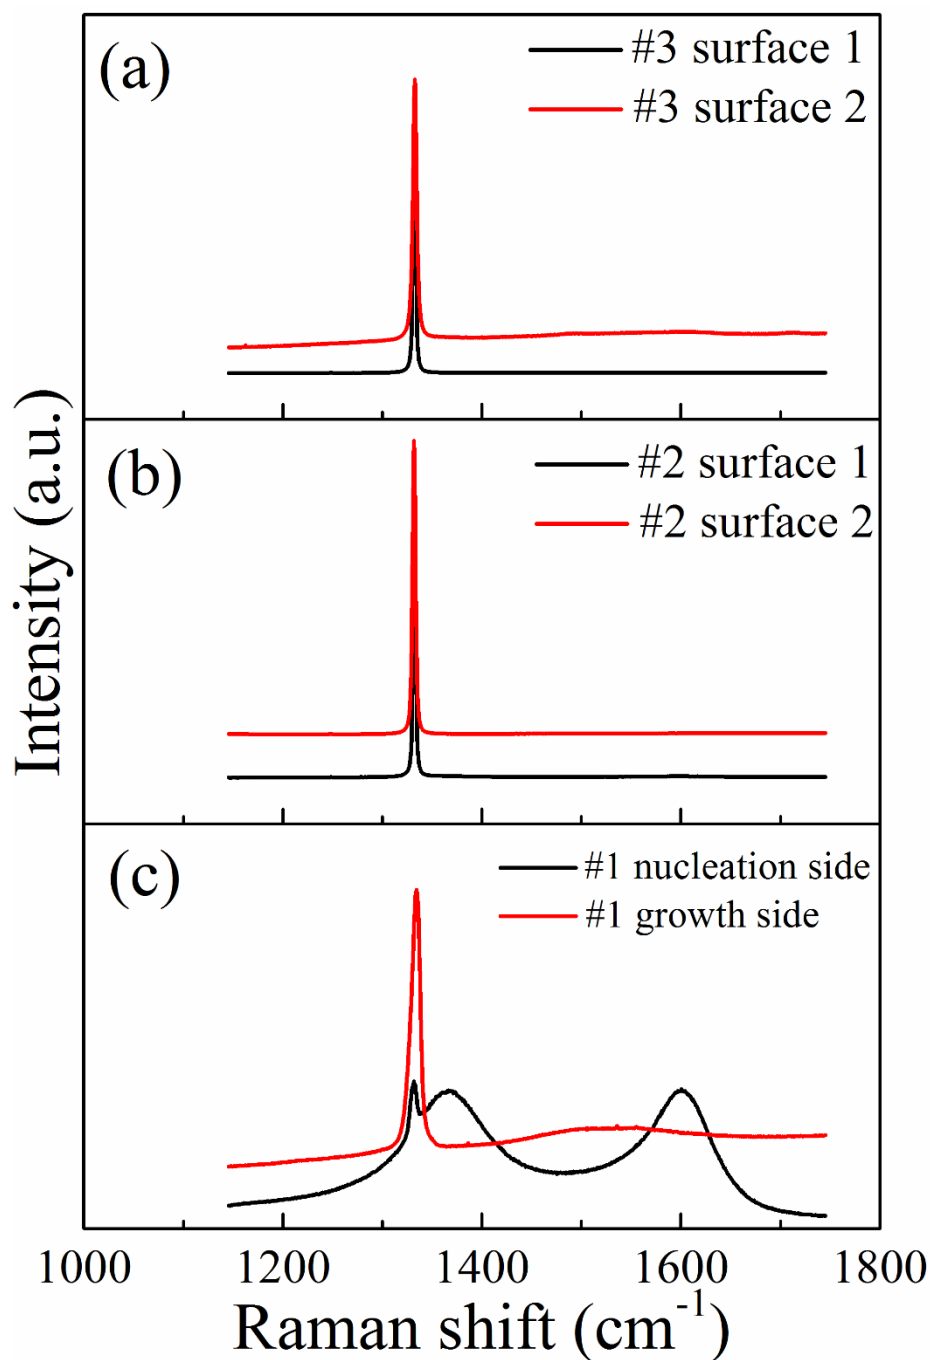 (a)
#3 surface 1
#3 surface 2
(b)
#2 surface 1
#2 surface 2
(c)
#1 nucleation side
#1 growth side
Intensity (a.u.)
1000 1200 1400 1600 1800
Raman shift (cm⁻¹)